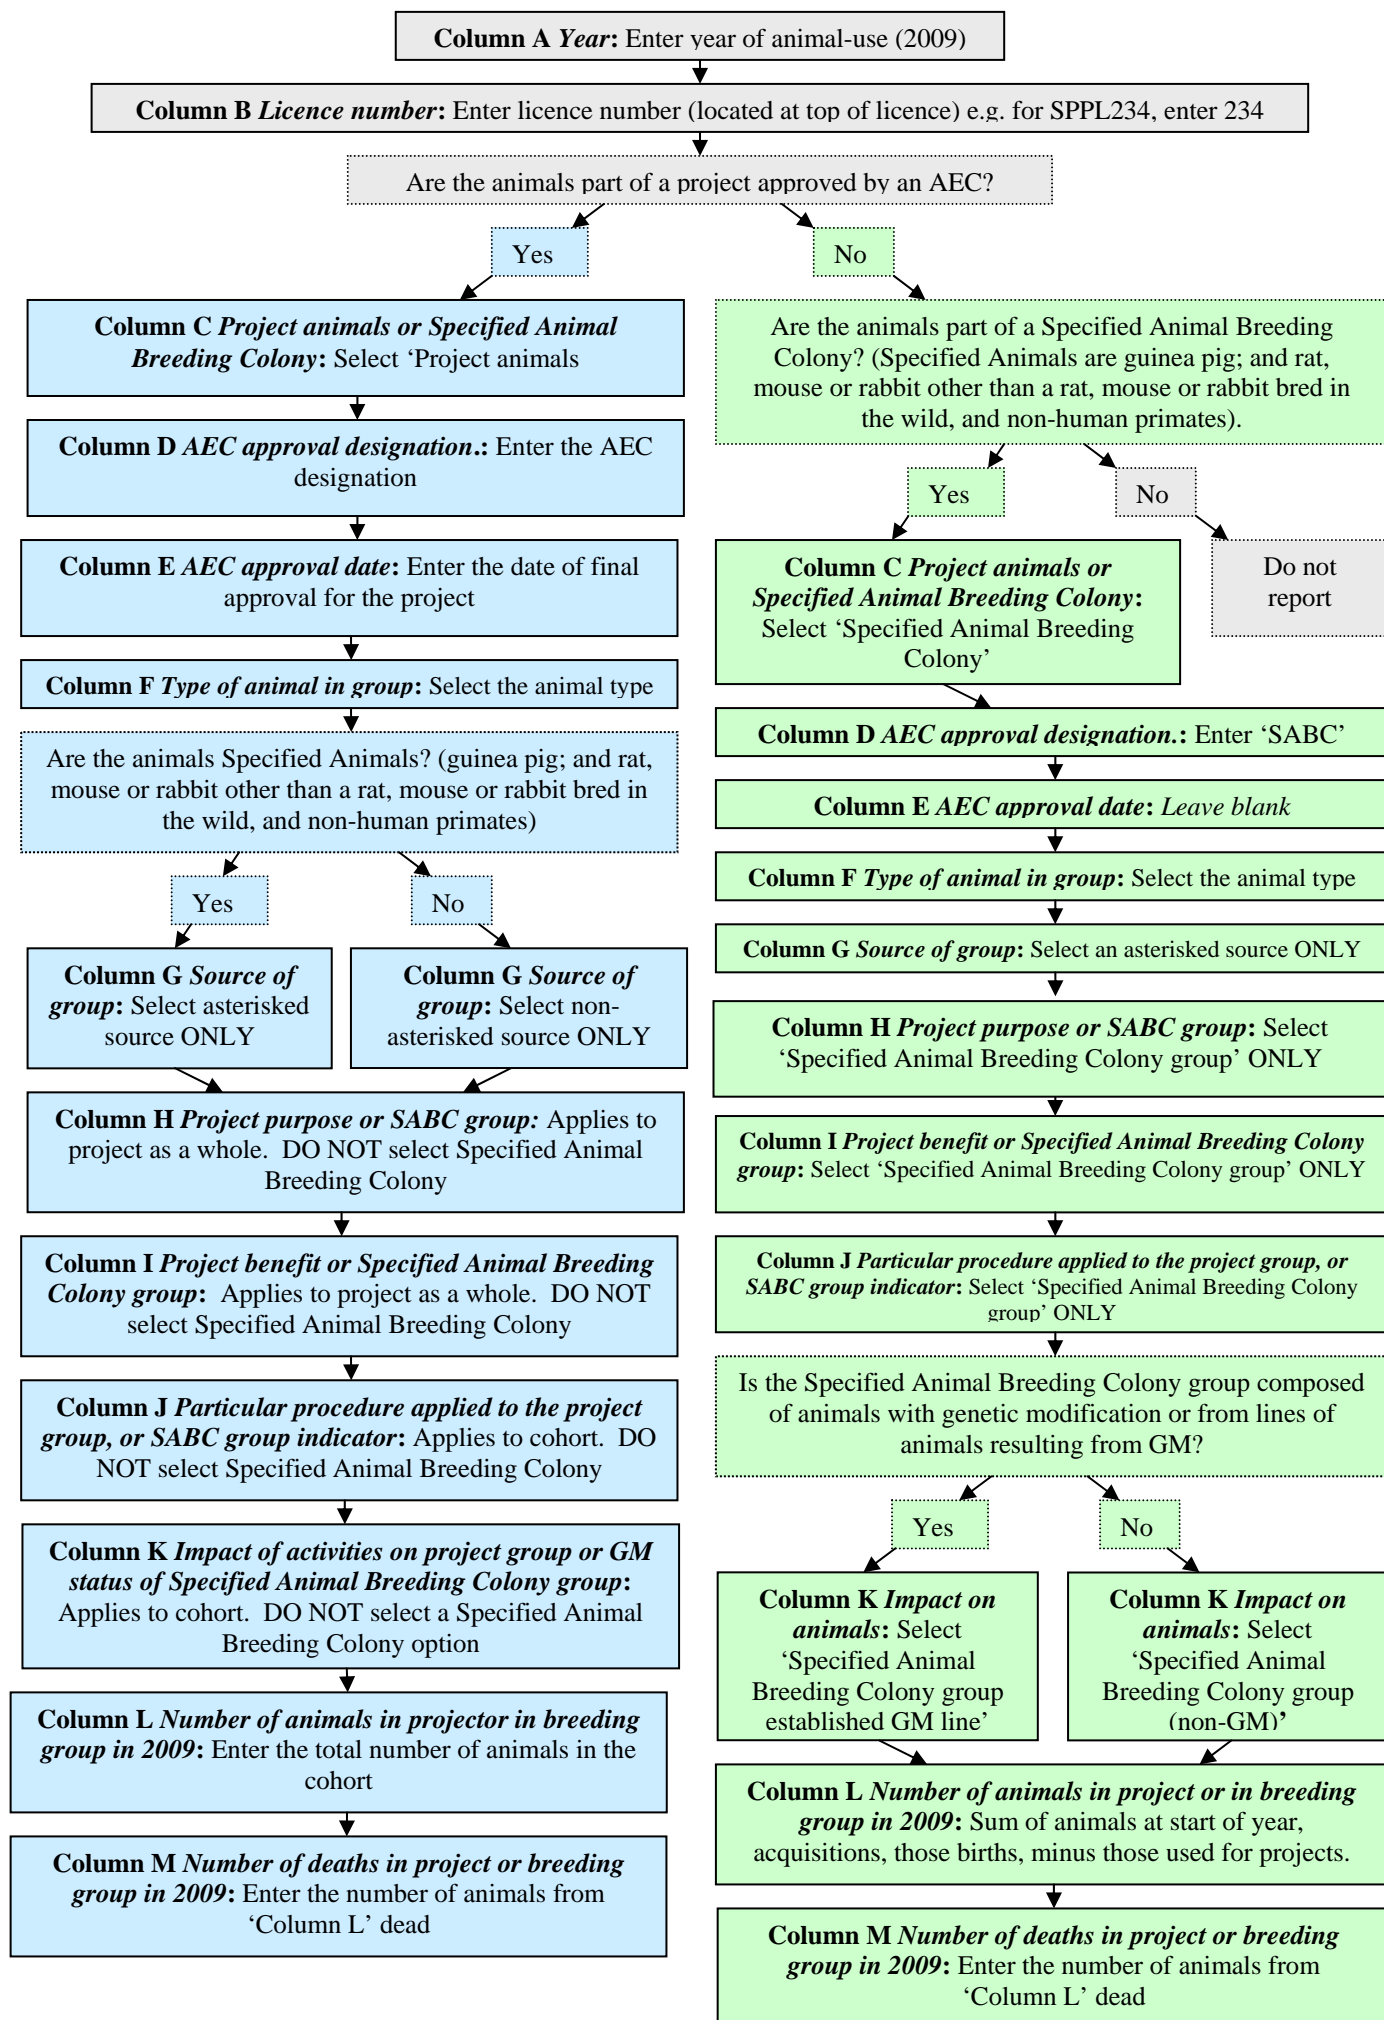 Column A Year: Enter year of animal-use (2009)
Column B Licence number: Enter licence number (located at top of licence) e.g. for SPPL234, enter 234
Are the animals part of a project approved by an AEC?
Yes
No
Column C Project animals or Specified Animal
Breeding Colony: Select ‘Project animals
Column D AEC approval designation.: Enter the AEC
designation
Column E AEC approval date: Enter the date of final
approval for the project
Column F Type of animal in group: Select the animal type
Are the animals Specified Animals? (guinea pig; and rat,
mouse or rabbit other than a rat, mouse or rabbit bred in
the wild, and non-human primates)
Yes
No
Column G Source of
group: Select asterisked
source ONLY
Column G Source of
group: Select non-
asterisked source ONLY
Column H Project purpose or SABC group: Applies to
project as a whole. DO NOT select Specified Animal
Breeding Colony
Column I Project benefit or Specified Animal Breeding
Colony group: Applies to project as a whole. DO NOT
select Specified Animal Breeding Colony
Column J Particular procedure applied to the project
group, or SABC group indicator: Applies to cohort. DO
NOT select Specified Animal Breeding Colony
Column K Impact of activities on project group or GM
status of Specified Animal Breeding Colony group:
Applies to cohort. DO NOT select a Specified Animal
Breeding Colony option
Column L Number of animals in projector in breeding
group in 2009: Enter the total number of animals in the
cohort
Column M Number of deaths in project or breeding
group in 2009: Enter the number of animals from
‘Column L’ dead
Are the animals part of a Specified Animal Breeding
Colony? (Specified Animals are guinea pig; and rat,
mouse or rabbit other than a rat, mouse or rabbit bred in
the wild, and non-human primates).
Yes
No
Column C Project animals or
Specified Animal Breeding Colony:
Select ‘Specified Animal Breeding
Colony’
Do not
report
Column D AEC approval designation.: Enter ‘SABC’
Column E AEC approval date: Leave blank
Column F Type of animal in group: Select the animal type
Column G Source of group: Select an asterisked source ONLY
Column H Project purpose or SABC group: Select
‘Specified Animal Breeding Colony group’ ONLY
Column I Project benefit or Specified Animal Breeding Colony
group: Select ‘Specified Animal Breeding Colony group’ ONLY
Column J Particular procedure applied to the project group, or
SABC group indicator: Select ‘Specified Animal Breeding Colony
group’ ONLY
Is the Specified Animal Breeding Colony group composed
of animals with genetic modification or from lines of
animals resulting from GM?
Yes
No
Column K Impact on
animals: Select
‘Specified Animal
Breeding Colony group
established GM line’
Column K Impact on
animals: Select
‘Specified Animal
Breeding Colony group
(non-GM)’
Column L Number of animals in project or in breeding
group in 2009: Sum of animals at start of year,
acquisitions, those births, minus those used for projects.
Column M Number of deaths in project or breeding
group in 2009: Enter the number of animals from
‘Column L’ dead